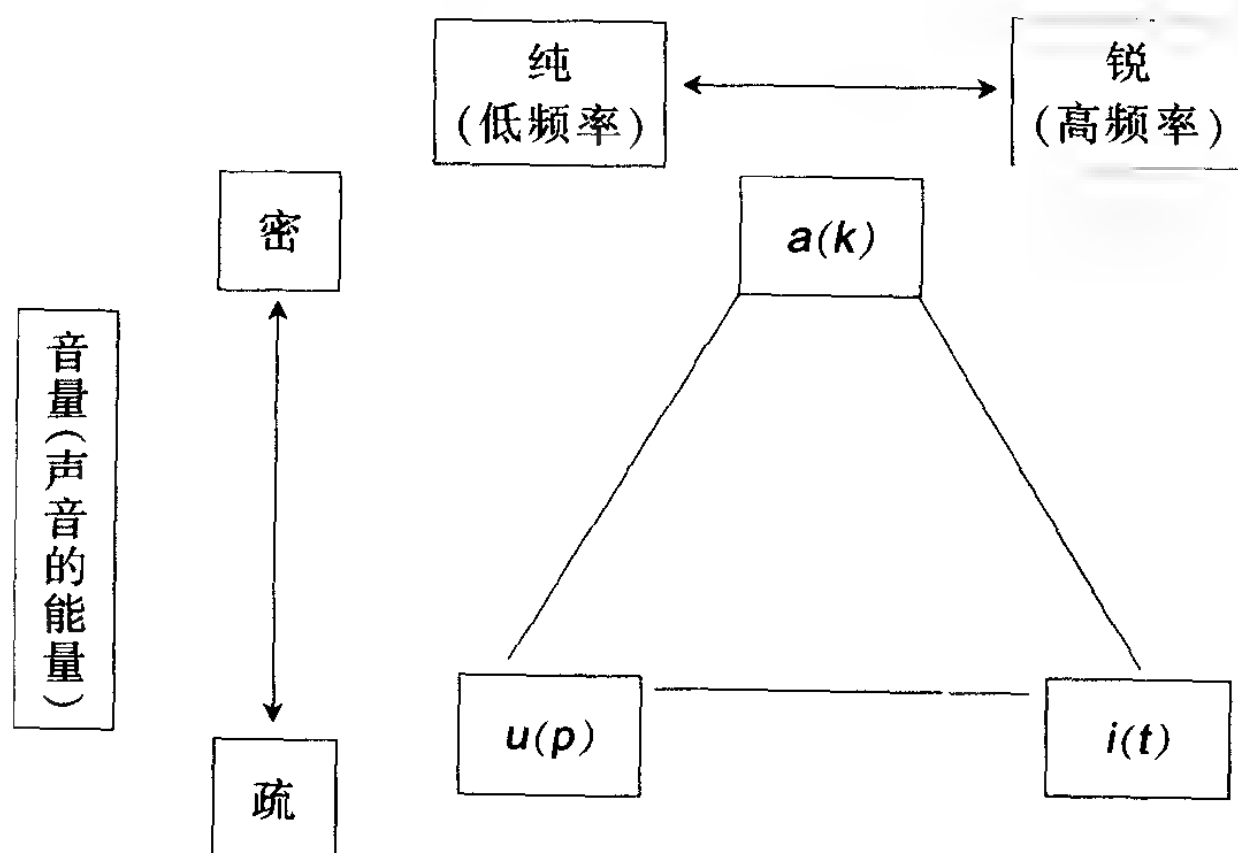 纯
(低频率)
锐
(高频率)
密
a(k)
音量(声音的能量)
u(p)
i(t)
疏